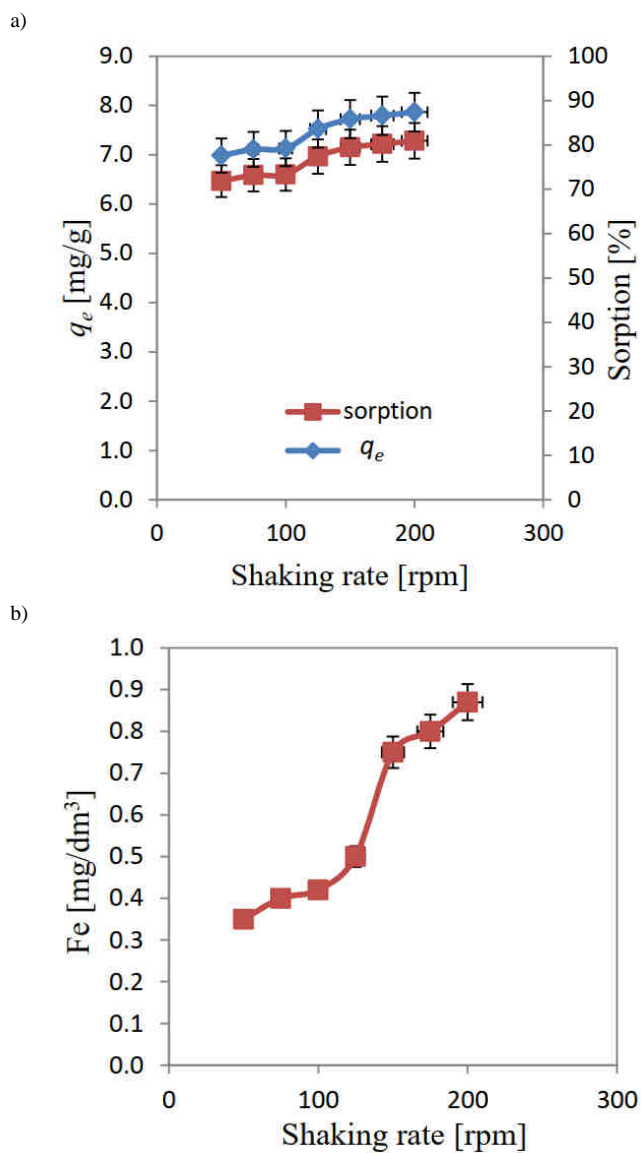 a)
9.0
8.0
7.0
6.0
5.0
4.0
3.0
2.0
1.0
0.0
qe [mg/g]
100
90
80
70
60
50
40
30
20
10
0
Sorption [%]
sorption
qe
0 100 200 300
Shaking rate [rpm]
b)
1.0
0.9
0.8
0.7
0.6
0.5
0.4
0.3
0.2
0.1
0.0
Fe [mg/dm³]
0 100 200 300
Shaking rate [rpm]